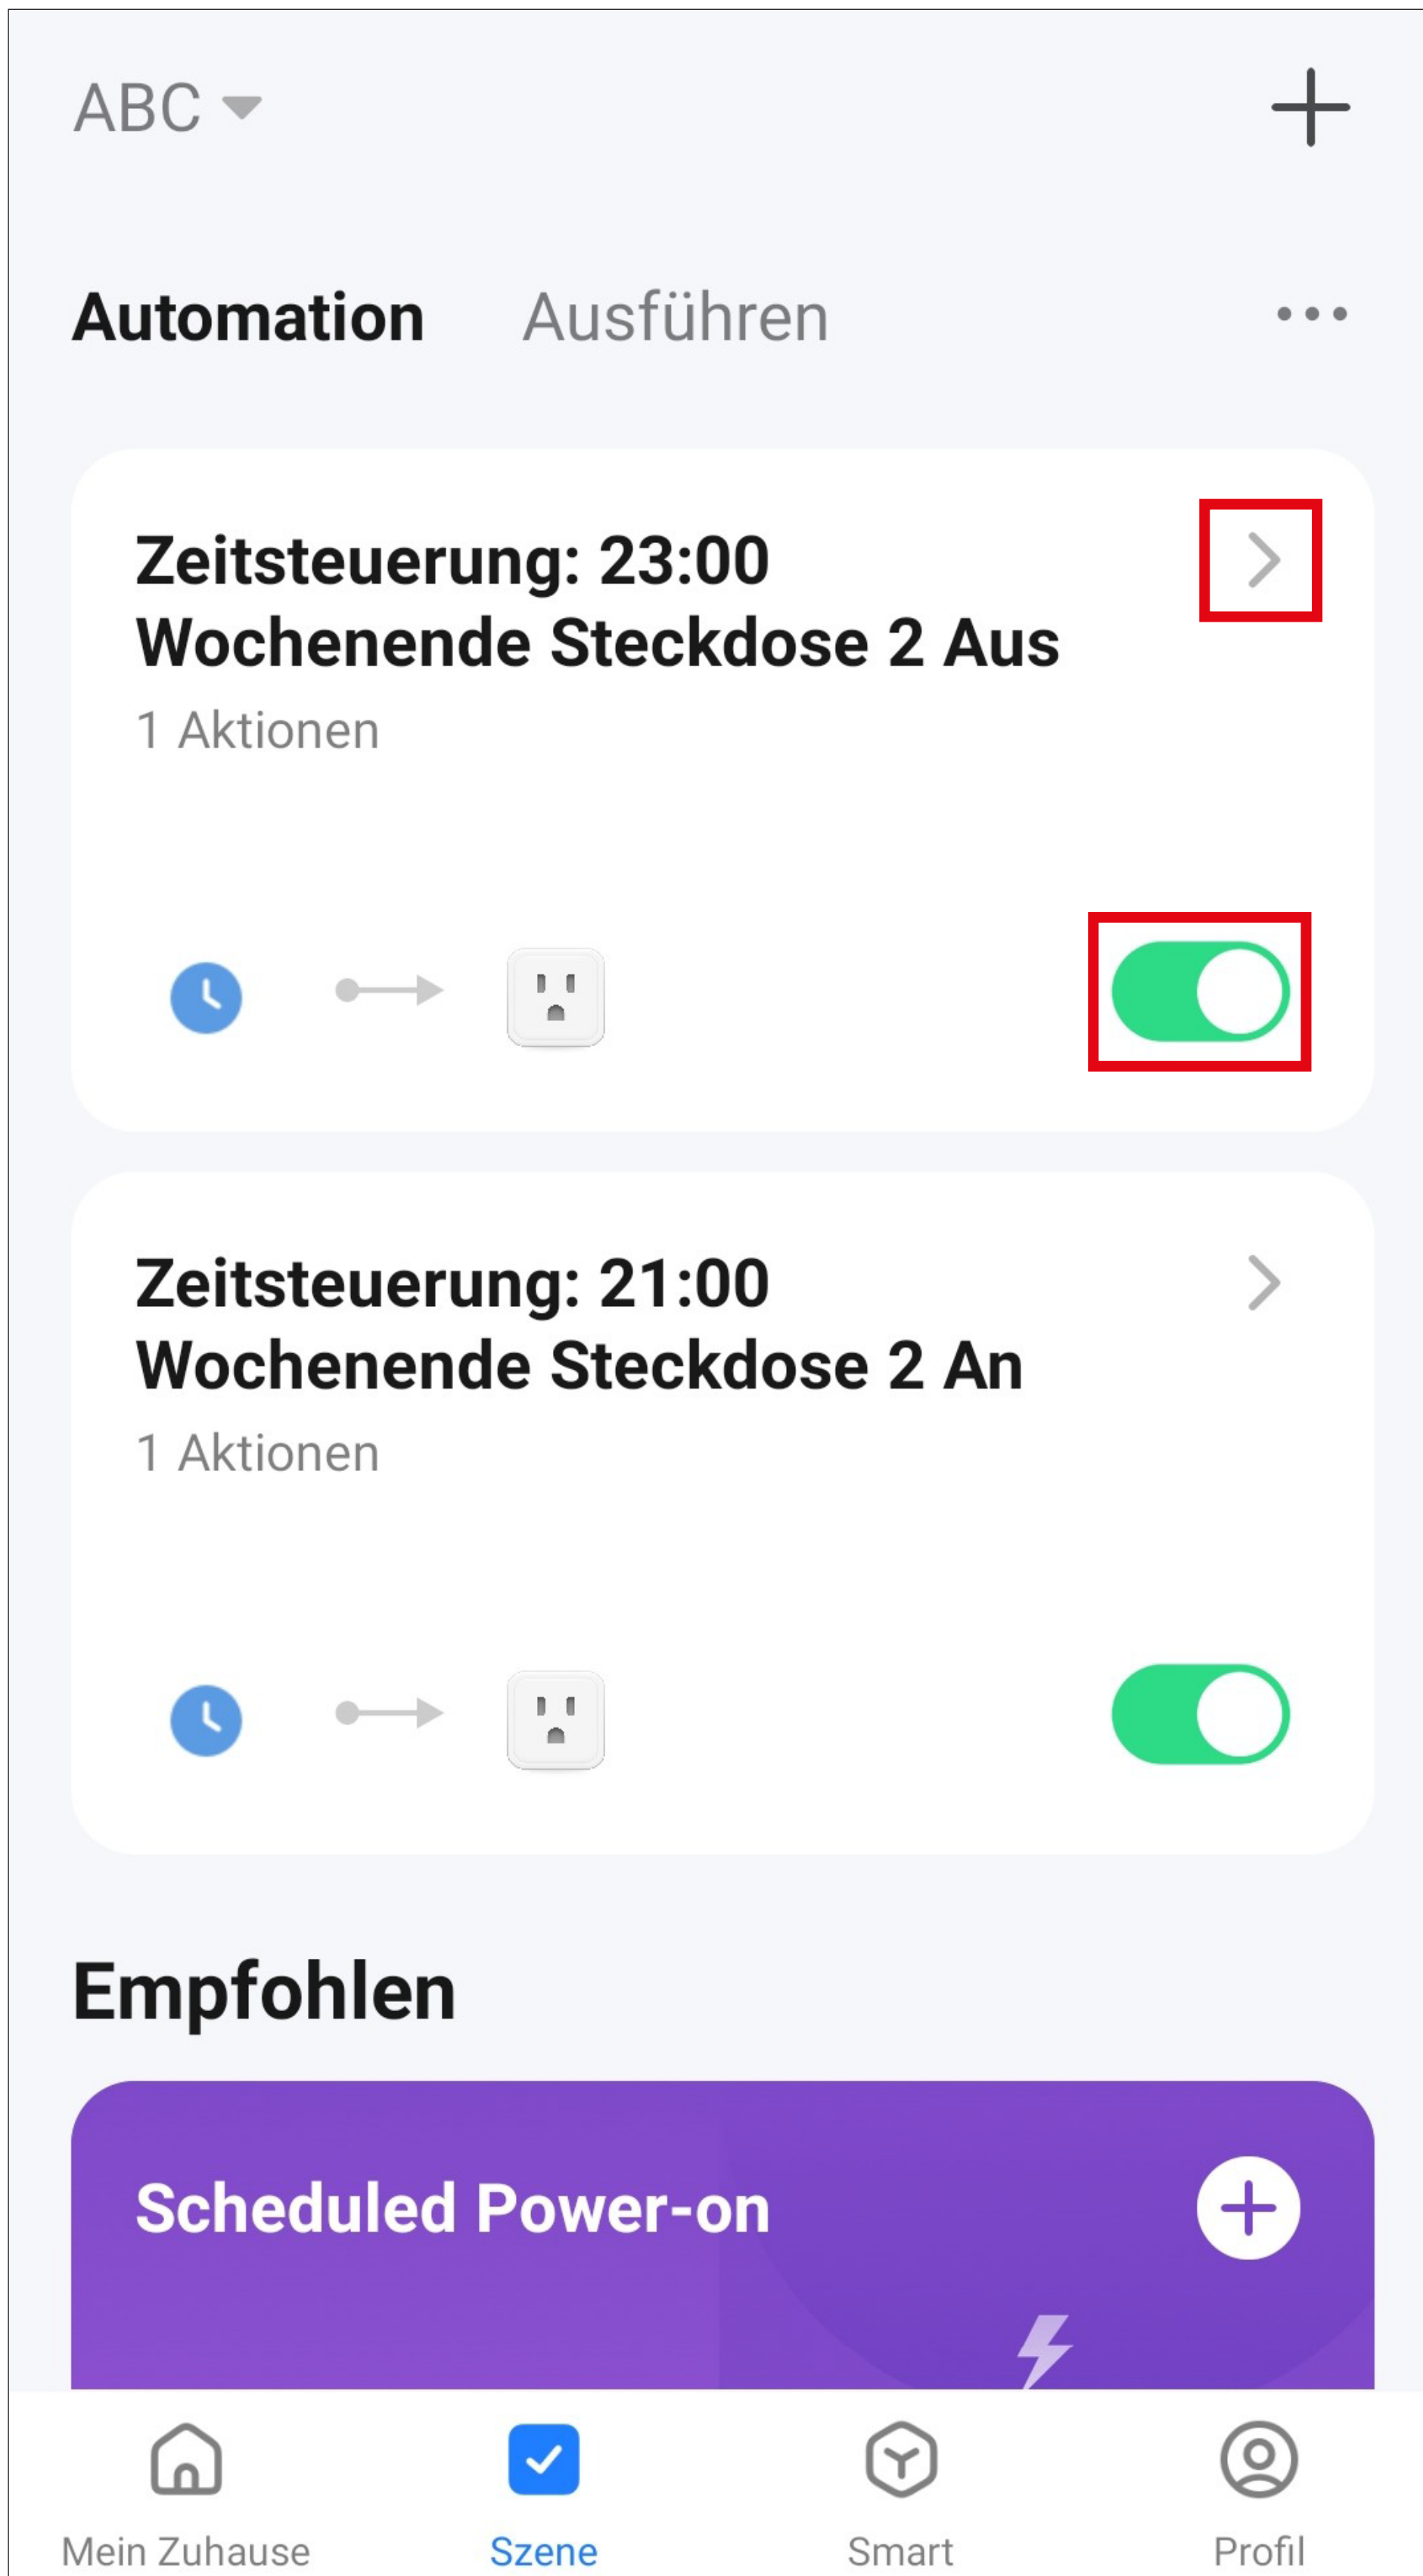 ABC
Automation Ausführen
Zeitsteuerung: 23:00
Wochenende Steckdose 2 Aus
1 Aktionen
Zeitsteuerung: 21:00
Wochenende Steckdose 2 An
1 Aktionen
Empfohlen
Scheduled Power-on
Mein Zuhause Szene Smart Profil